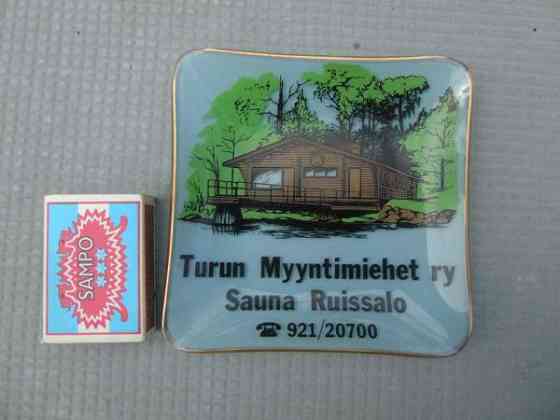 SAMPO
Turun Myyntimiehet ry
Sauna Ruissalo
☎ 921/20700